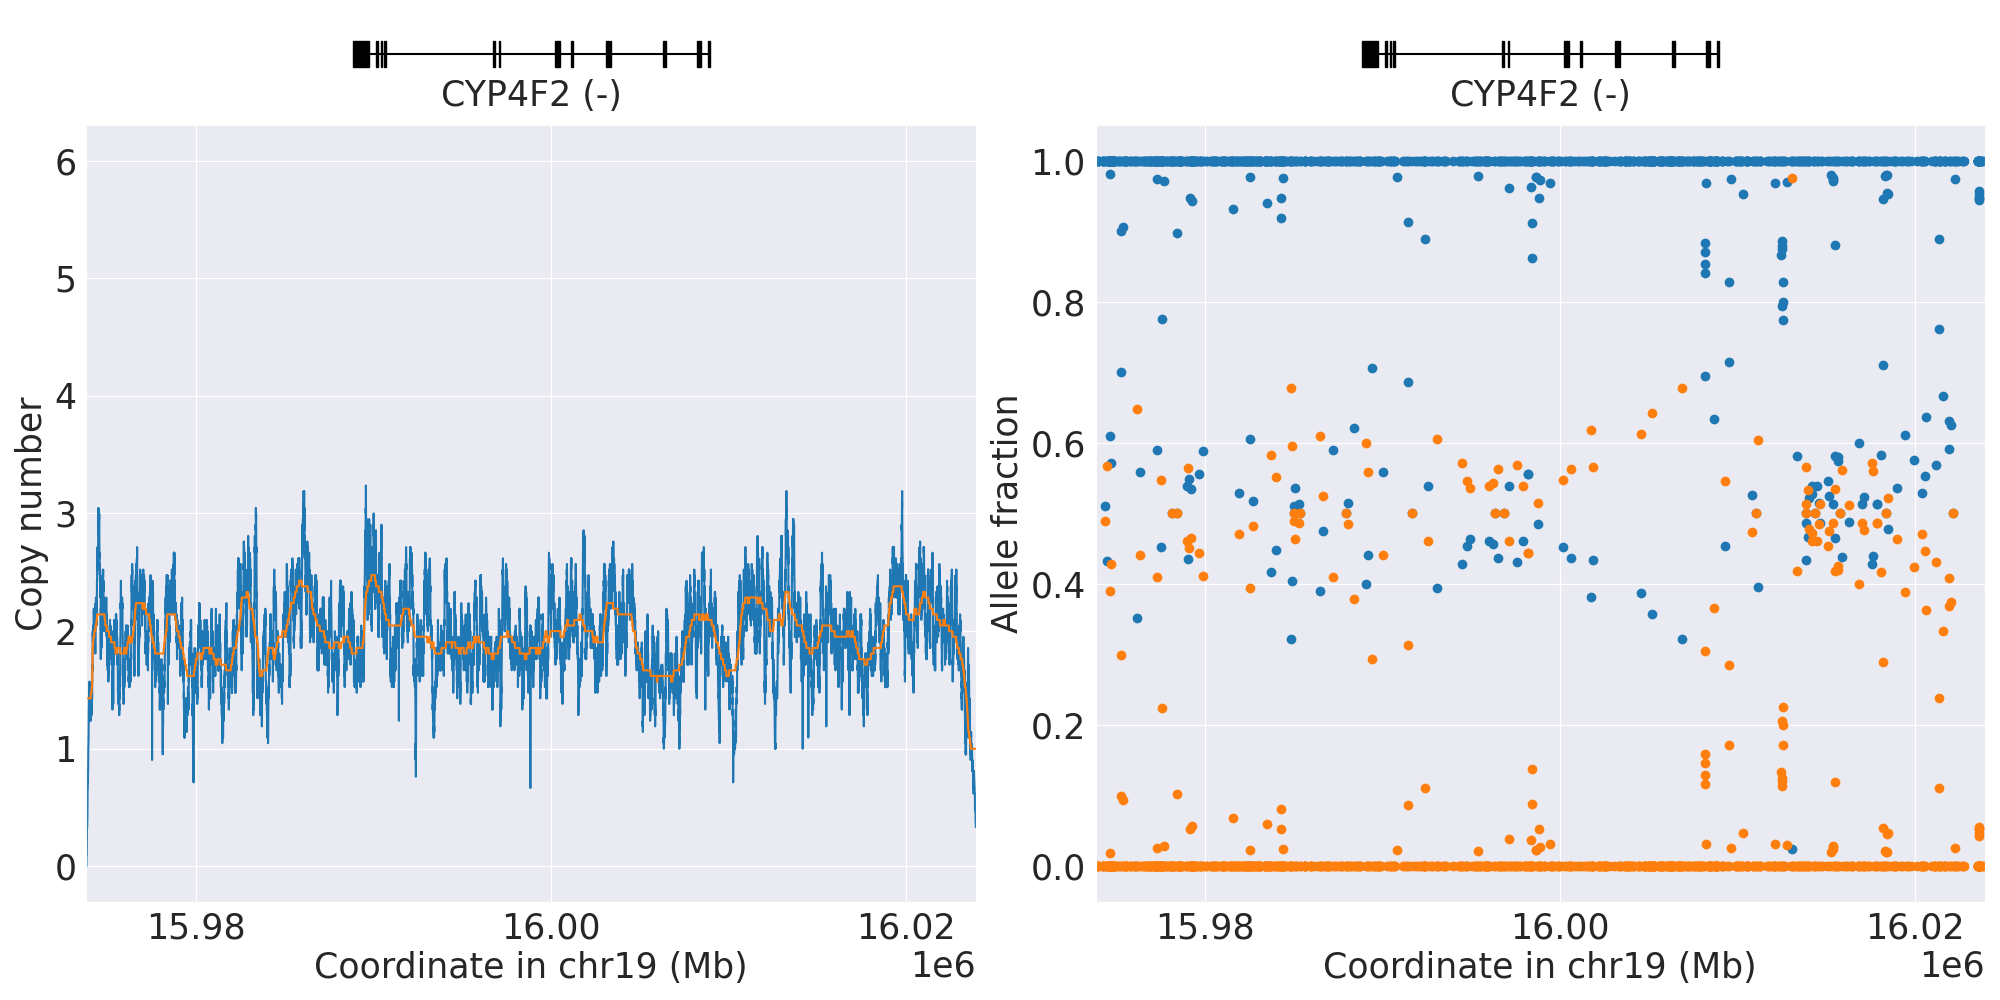 CYP4F2 (-)
6
5
4
3
2
1
0
Copy number
15.98
16.00
16.02
Coordinate in chr19 (Mb)
1e6
CYP4F2 (-)
1.0
0.8
0.6
0.4
0.2
0.0
Allele fraction
15.98
16.00
16.02
Coordinate in chr19 (Mb)
1e6